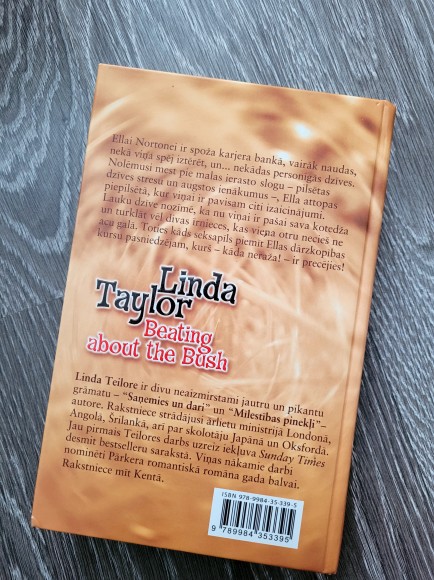 Ellai Nortonei ir spoža karjera bankā, vairāk naudas,
nekā viņa spēj iztērēt, un... nekādas personīgās dzīves.
Nolēmusi mest pie malas ierasto slogu – pilsētas
dzīves stresu un augstos ienākumus –, Ella attopas
piepilsētā, kur viņai ir pavisam citi izaicinājumi.
Lauku dzīve nozīmē, ka nu viņai ir pašai sava kotedža
un turklāt vēl divas īrnieces, kas viena otru necieš ne
acu galā. Toties kāds seksapīls piemīt Ellas dārzkopības
kursu pasniedzējam, kurš – kāda neraža! – ir precējies!
Linda
Taylor
Beating
about the Bush
Linda Teilore ir divu neaizmirstami jautru un pikantu
grāmatu – "Saņemies un dari" un "Mīlestības pinekļi"–
autore. Rakstniece strādājusi ārlietu ministrijā Londonā,
Angolā, Šrilankā, arī par skolotāju Japānā un Oksfordā.
Jau pirmais Teilores darbs uzreiz iekļuva Sunday Times
desmit bestselleru sarakstā. Viņas nākamie darbi
nominēti Pārkera romantiskā romāna gada balvai.
Rakstniece mīt Kentā.
ISBN 978-9984-35-339-5
9 789984 353395